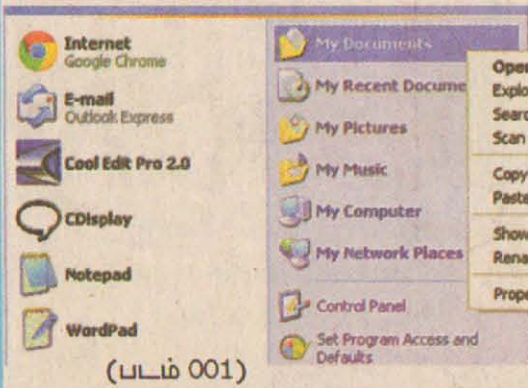 Internet
Google Chrome
E-mail
Outlook Express
Cool Edit Pro 2.0
CDisplay
Notepad
WordPad
My Documents
My Recent Docume
My Pictures
My Music
My Computer
My Network Places
Control Panel
Set Program Access and
Defaults
Open
Explo
Searc
Scan
Copy
Paste
Show
Rena
Prope
(படம் 001)